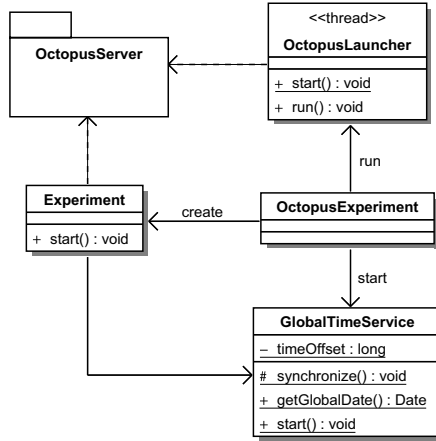 <<thread>>
OctopusServer
OctopusLauncher
+ start() : void
+ run() : void
run
Experiment
+ start() : void
create
OctopusExperiment
start
GlobalTimeService
– timeOffset : long
# synchronize() : void
+ getGlobalDate() : Date
+ start() : void